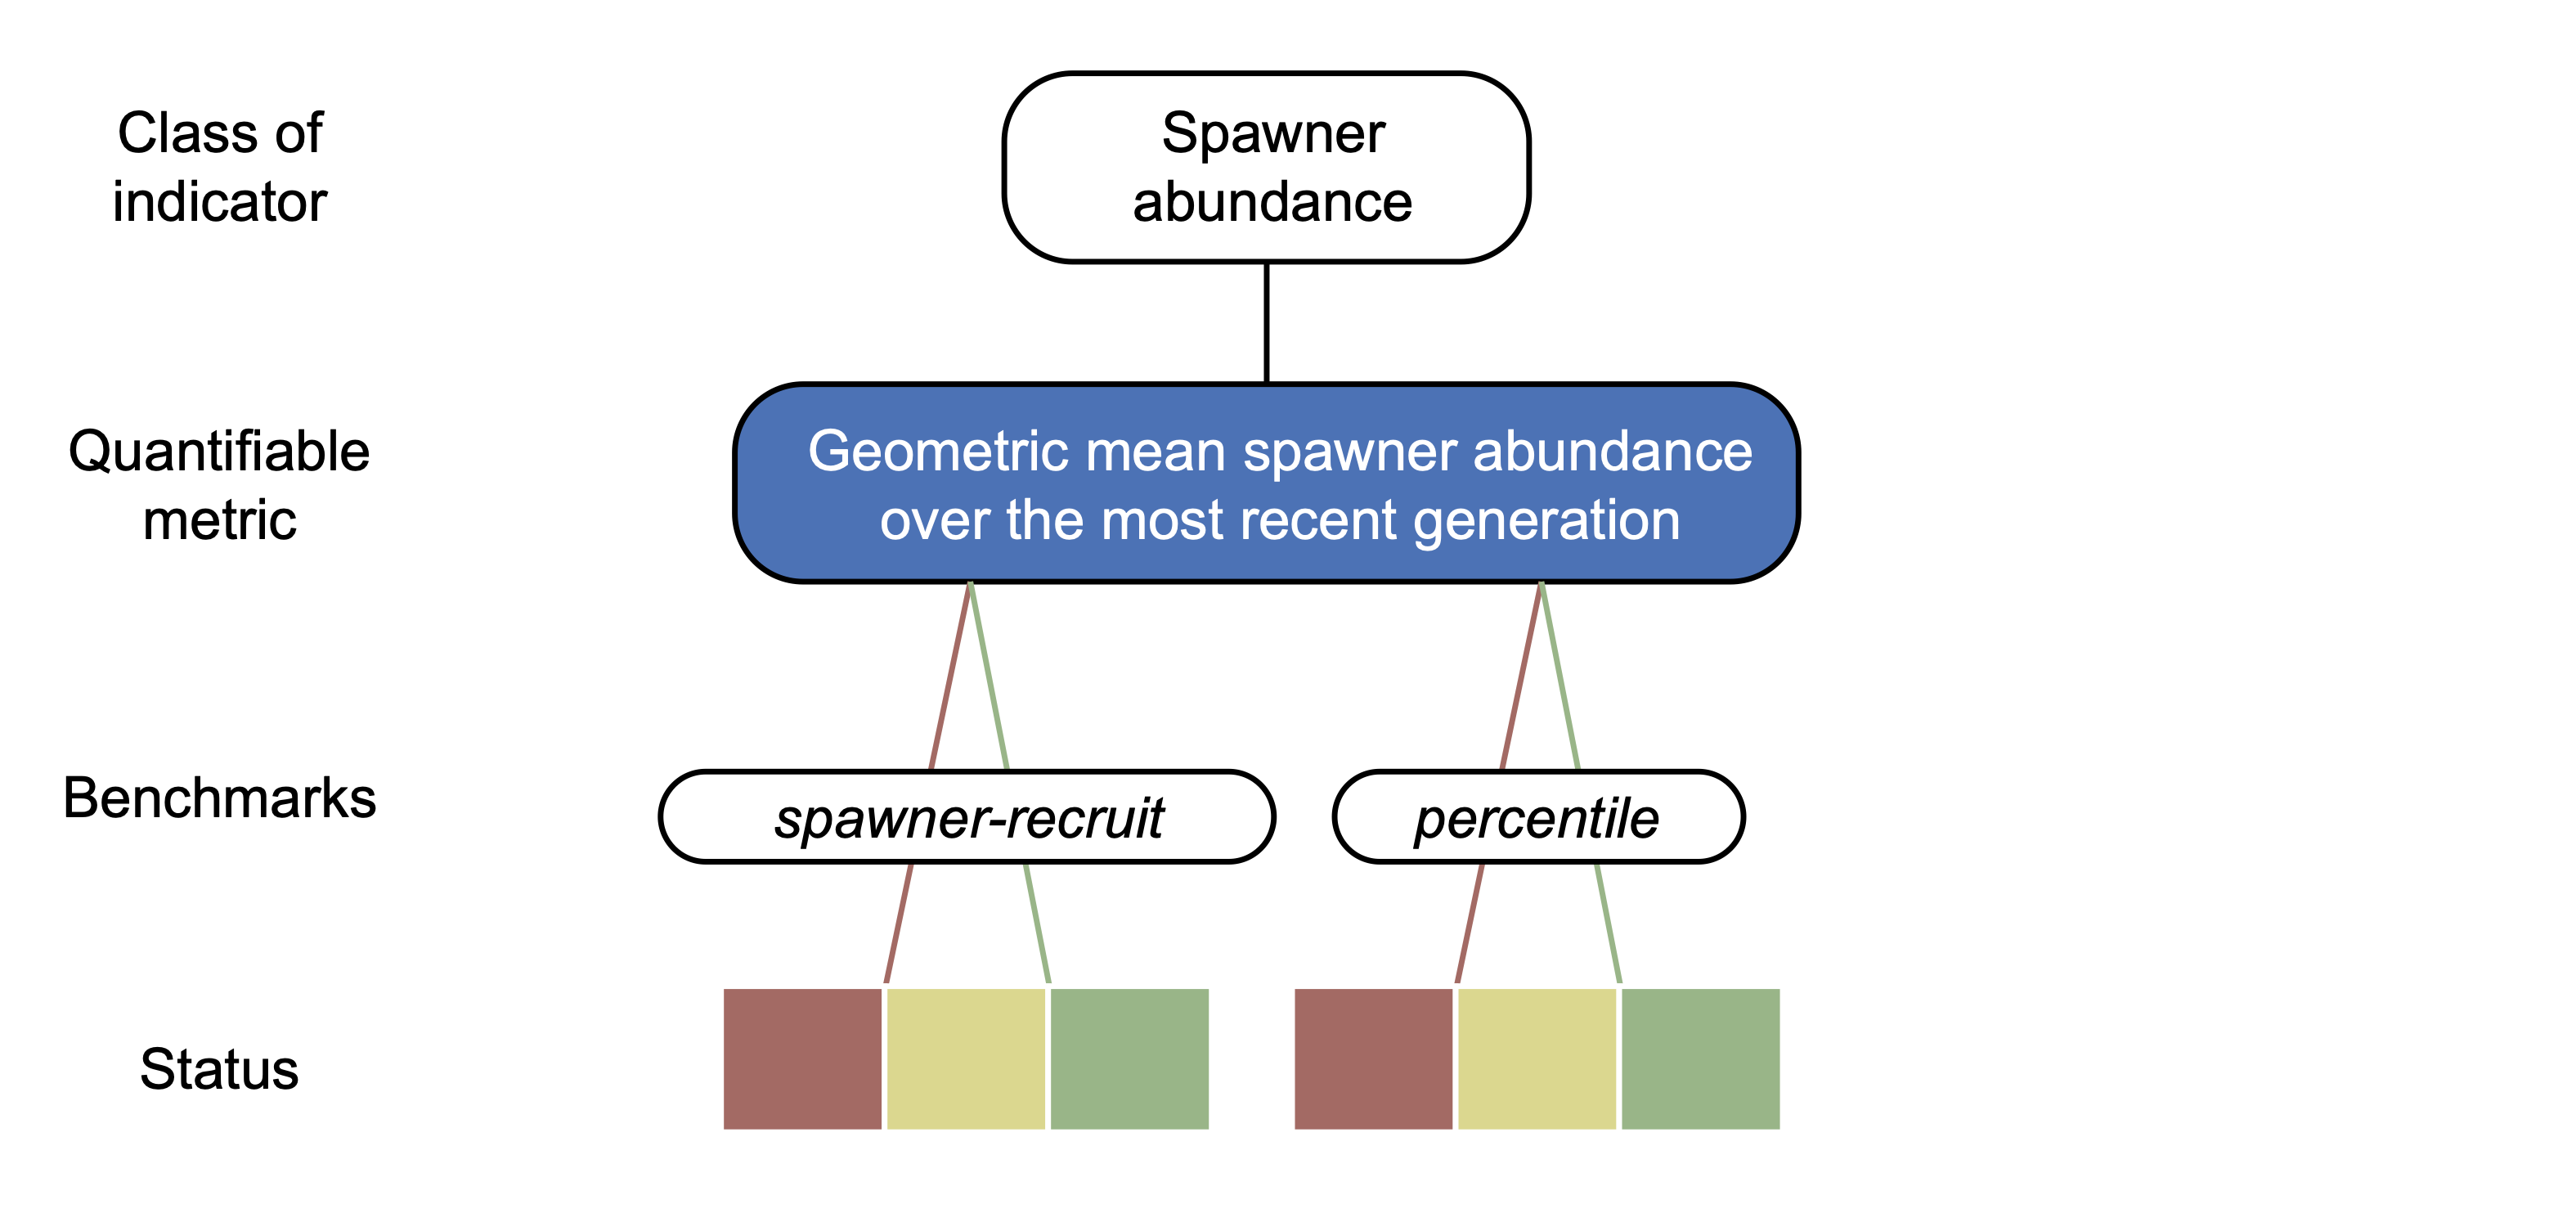 Class of
indicator
Spawner
abundance
Quantifiable
metric
Geometric mean spawner abundance
over the most recent generation
Benchmarks
spawner-recruit
percentile
Status